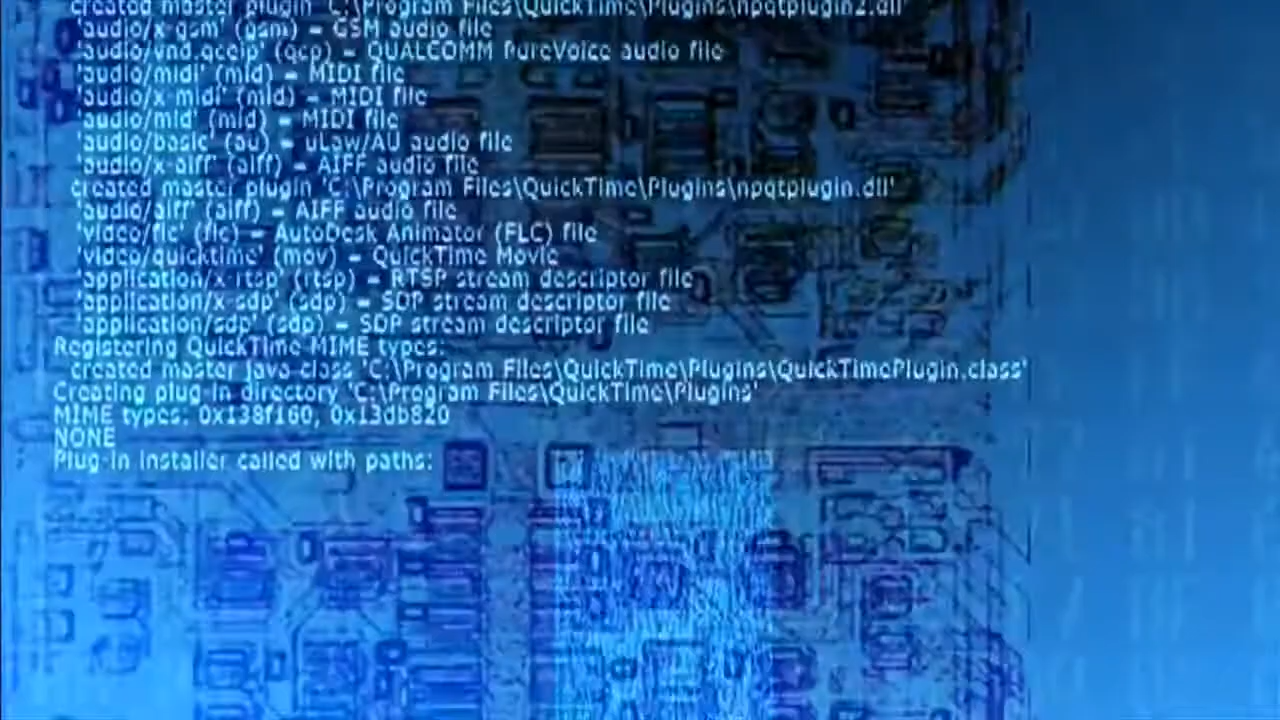 created master plugin 'C:\Program Files\QuickTime\Plugins\npqtplugin2.dll'
'audio/x-gsm' (gsm) = GSM audio file
'audio/vnd.qcelp' (qcp) = QUALCOMM PureVoice audio file
'audio/midi' (mid) = MIDI file
'audio/x-midi' (mid) = MIDI file
'audio/mid' (mid) = MIDI file
'audio/basic' (au) = uLaw/AU audio file
'audio/x-aiff' (aiff) = AIFF audio file
created master plugin 'C:\Program Files\QuickTime\Plugins\npqtplugin.dll'
'audio/aiff' (aiff) = AIFF audio file
'video/flc' (flc) = AutoDesk Animator (FLC) file
'video/quicktime' (mov) = QuickTime Movie
'application/x-rtsp' (rtsp) = RTSP stream descriptor file
'application/x-sdp' (sdp) = SDP stream descriptor file
'application/sdp' (sdp) = SDP stream descriptor file
Registering QuickTime MIME types:
created master java class 'C:\Program Files\QuickTime\Plugins\QuickTimePlugin.class'
Creating plug-in directory 'C:\Program Files\QuickTime\Plugins'
MIME types: 0x138f160, 0x13db820
NONE
Plug-in installer called with paths: